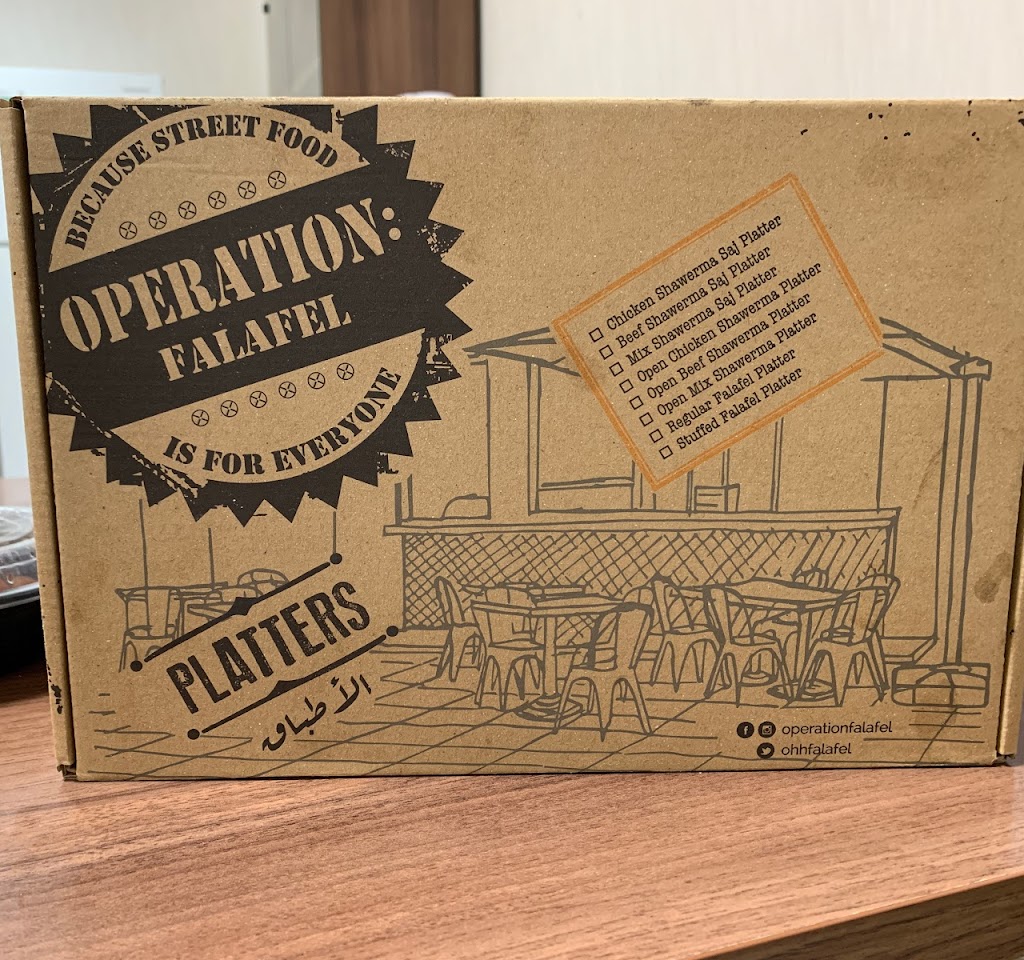 BECAUSE STREET FOOD
OPERATION:
FALAFEL
IS FOR EVERYONE
Chicken Shawerma Saj Platter
Beef Shawerma Saj Platter
Mix Shawerma Saj Platter
Open Chicken Shawerma Platter
Open Beef Shawerma Platter
Open Mix Shawerma Platter
Regular Falafel Platter
Stuffed Falafel Platter
PLATTERS
الأطباق
operationfalafel
ohhfalafel